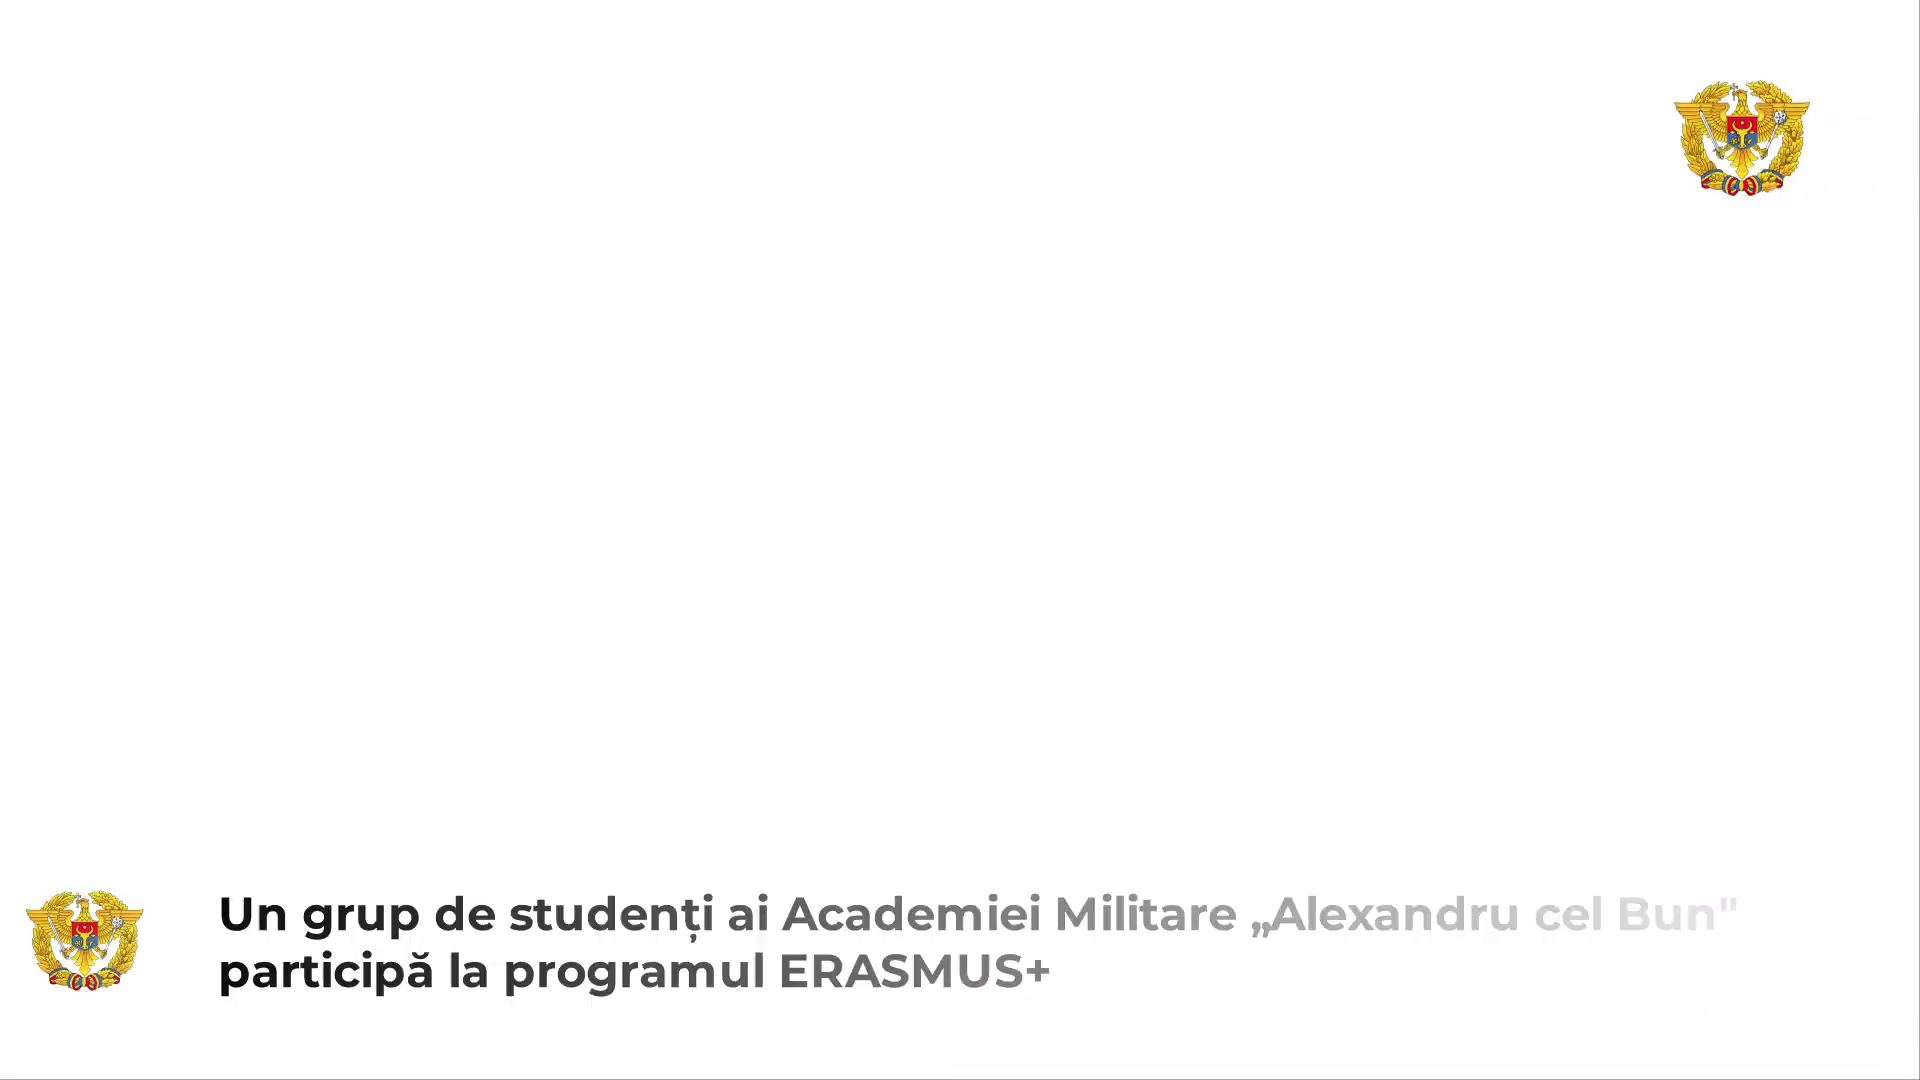 Un grup de studenți ai Academiei Militare „Alexandru cel Bun"
participă la programul ERASMUS+